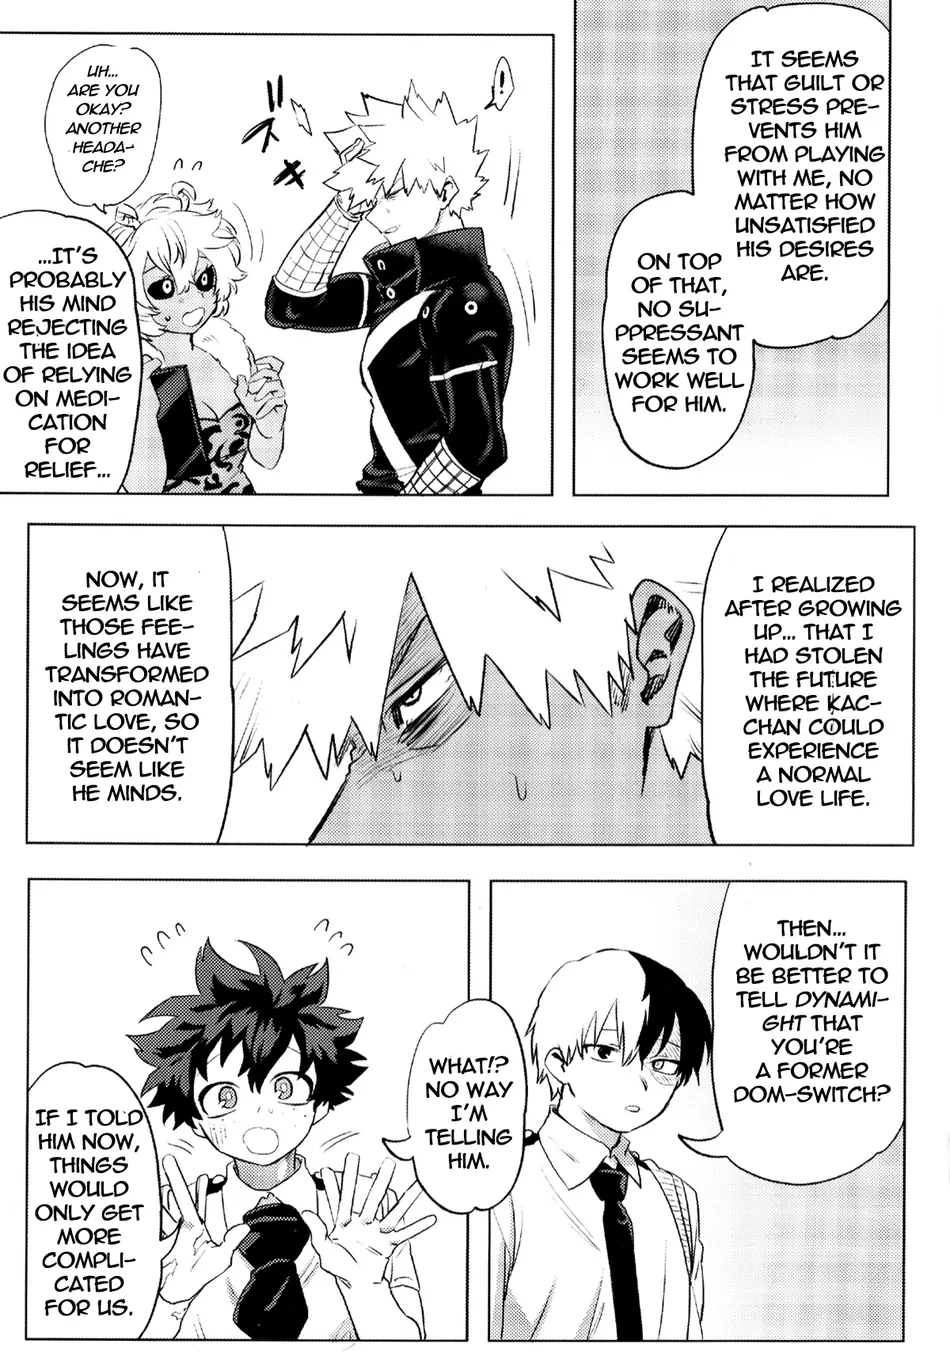 IT SEEMS
THAT GUILT OR
STRESS PRE-
VENTS HIM
FROM PLAYING
WITH ME, NO
MATTER HOW
UNSATISFIED
HIS DESIRES
ARE.
ON TOP
OF THAT,
NO SU-
PPRESSANT
SEEMS TO
WORK WELL
FOR HIM.
!
ズ
UH...
ARE YOU
OKAY?
ANOTHER
HEADA-
CHE?
...IT'S
PROBABLY
HIS MIND
REJECTING
THE IDEA
OF RELYING
ON MEDI-
CATION
FOR
RELIEF...
I REALIZED
AFTER GROWING
UP... THAT I
HAD STOLEN
THE FUTURE
WHERE KAC-
CHAN COULD
EXPERIENCE
A NORMAL
LOVE LIFE.
NOW, IT
SEEMS LIKE
THOSE FEE-
LINGS HAVE
TRANSFORMED
INTO ROMAN-
TIC LOVE, SO
IT DOESN'T
SEEM LIKE
HE MINDS.
THEN...
WOULDN'T IT
BE BETTER TO
TELL DYNAMI-
GHT THAT
YOU'RE
A FORMER
DOM-SWITCH?
WHAT!?
NO WAY
I'M
TELLING
HIM.
IF I TOLD
HIM NOW,
THINGS
WOULD
ONLY GET
MORE
COMPLI-
CATED
FOR US.